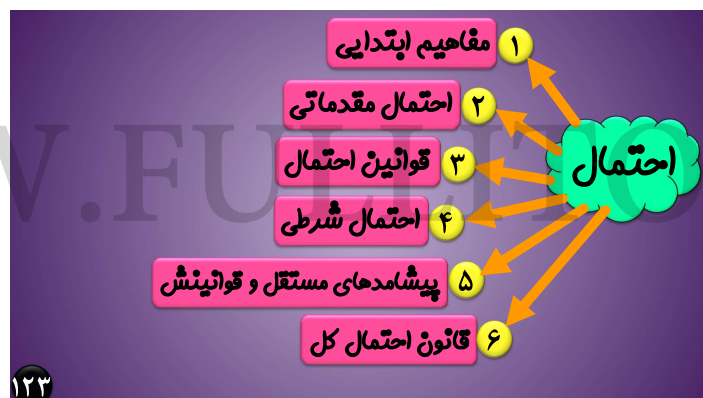 احتمال
۱ مفاهیم ابتدایی
۲ احتمال مقدماتی
۳ قوانین احتمال
۴ احتمال شرطی
۵ پیشامدهای مستقل و قوانینش
۶ قانون احتمال کل
۱۲۳
W.FULLITO